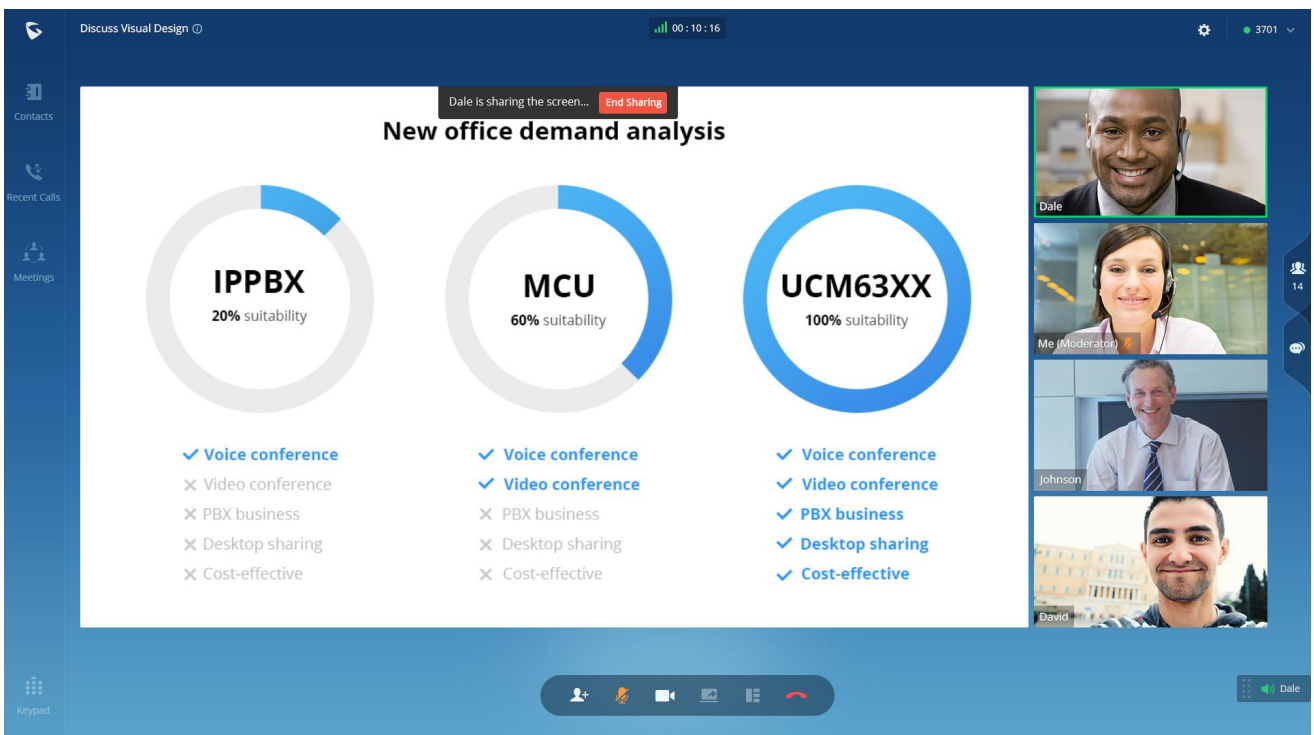 Discuss Visual Design
00 : 10 : 16
3701
Contacts
Recent Calls
Meetings
Keypad
Dale is sharing the screen... End Sharing
New office demand analysis
IPPBX
20% suitability
Voice conference
Video conference
PBX business
Desktop sharing
Cost-effective
MCU
60% suitability
Voice conference
Video conference
PBX business
Desktop sharing
Cost-effective
UCM63XX
100% suitability
Voice conference
Video conference
PBX business
Desktop sharing
Cost-effective
Dale
Me (Moderator)
Johnson
David
14
Dale